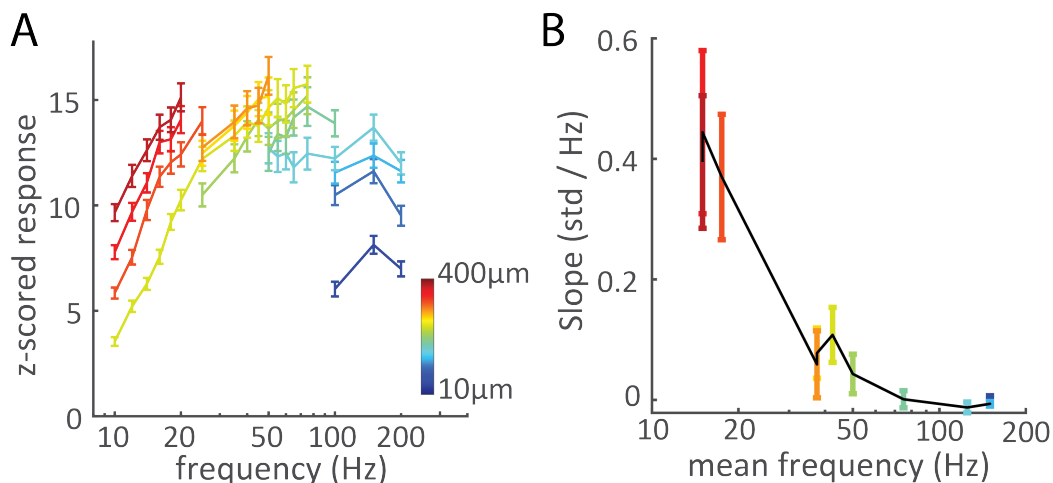 A
z-scored response
15
10
5
0
10 20 50 100 200
frequency (Hz)
400µm
10µm
B
Slope (std / Hz)
0.6
0.4
0.2
0
10 20 50 100 200
mean frequency (Hz)